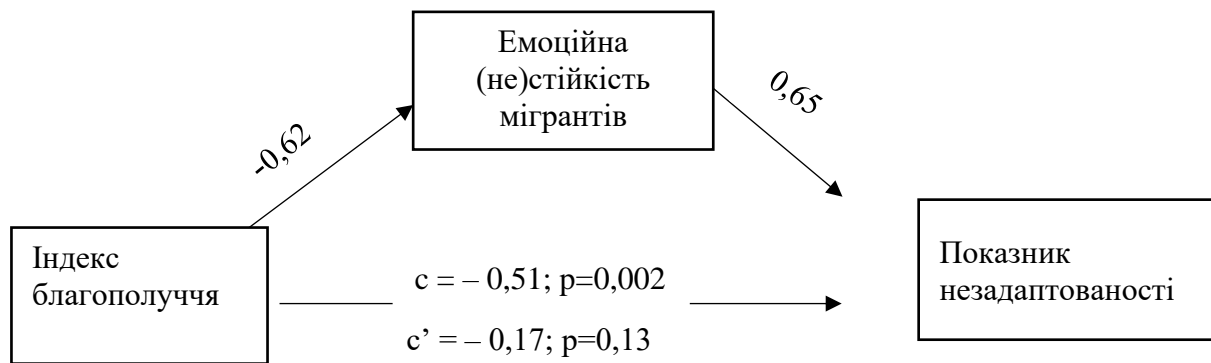 Емоційна
(не)стійкість
мігрантів
0,65
-0,62
Індекс
благополуччя
с = – 0,51; p=0,002
с’ = – 0,17; p=0,13
Показник
незадаптованості